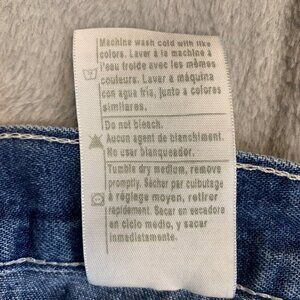 Machine wash cold with like
colors. Laver à la machine à
l'eau froide avec les mêmes
couleurs. Lavar a máquina
con agua fría, junto a colores
similares.
Do not bleach.
Aucun agent de blanchiment.
No usar blanqueador.
Tumble dry medium, remove
promptly. Sécher par culbutage
à réglage moyen, retirer
rapidement. Secar en secadora
en ciclo medio, y sacar
inmediatamente.